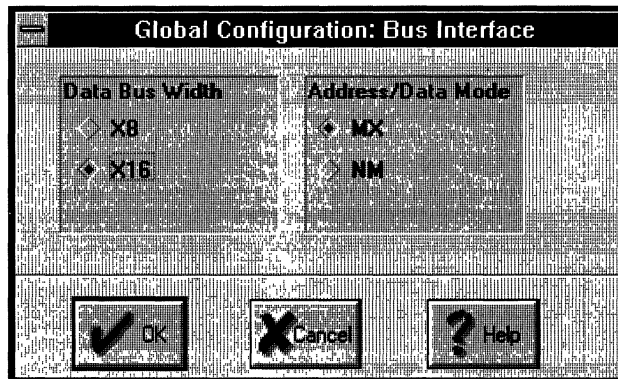 Global Configuration: Bus Interface
Data Bus Width
X8
X16
Address/Data Mode
MX
NM
OK
Cancel
? Help